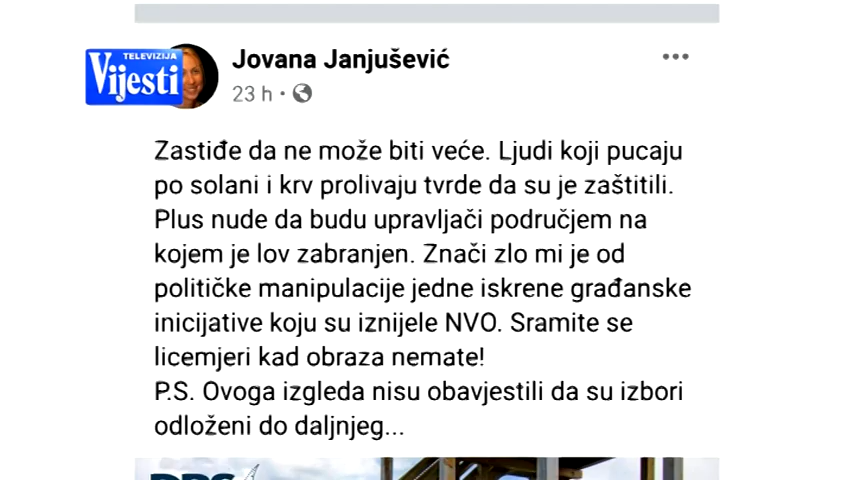 TELEVIZIJA
Vijesti
Jovana Janjušević
23 h
Zastiđe da ne može biti veće. Ljudi koji pucaju
po solani i krv prolivaju tvrde da su je zaštitili.
Plus nude da budu upravljači područjem na
kojem je lov zabranjen. Znači zlo mi je od
političke manipulacije jedne iskrene građanske
inicijative koju su iznijele NVO. Sramite se
licemjeri kad obraza nemate!
P.S. Ovoga izgleda nisu obavjestili da su izbori
odloženi do daljnjeg...